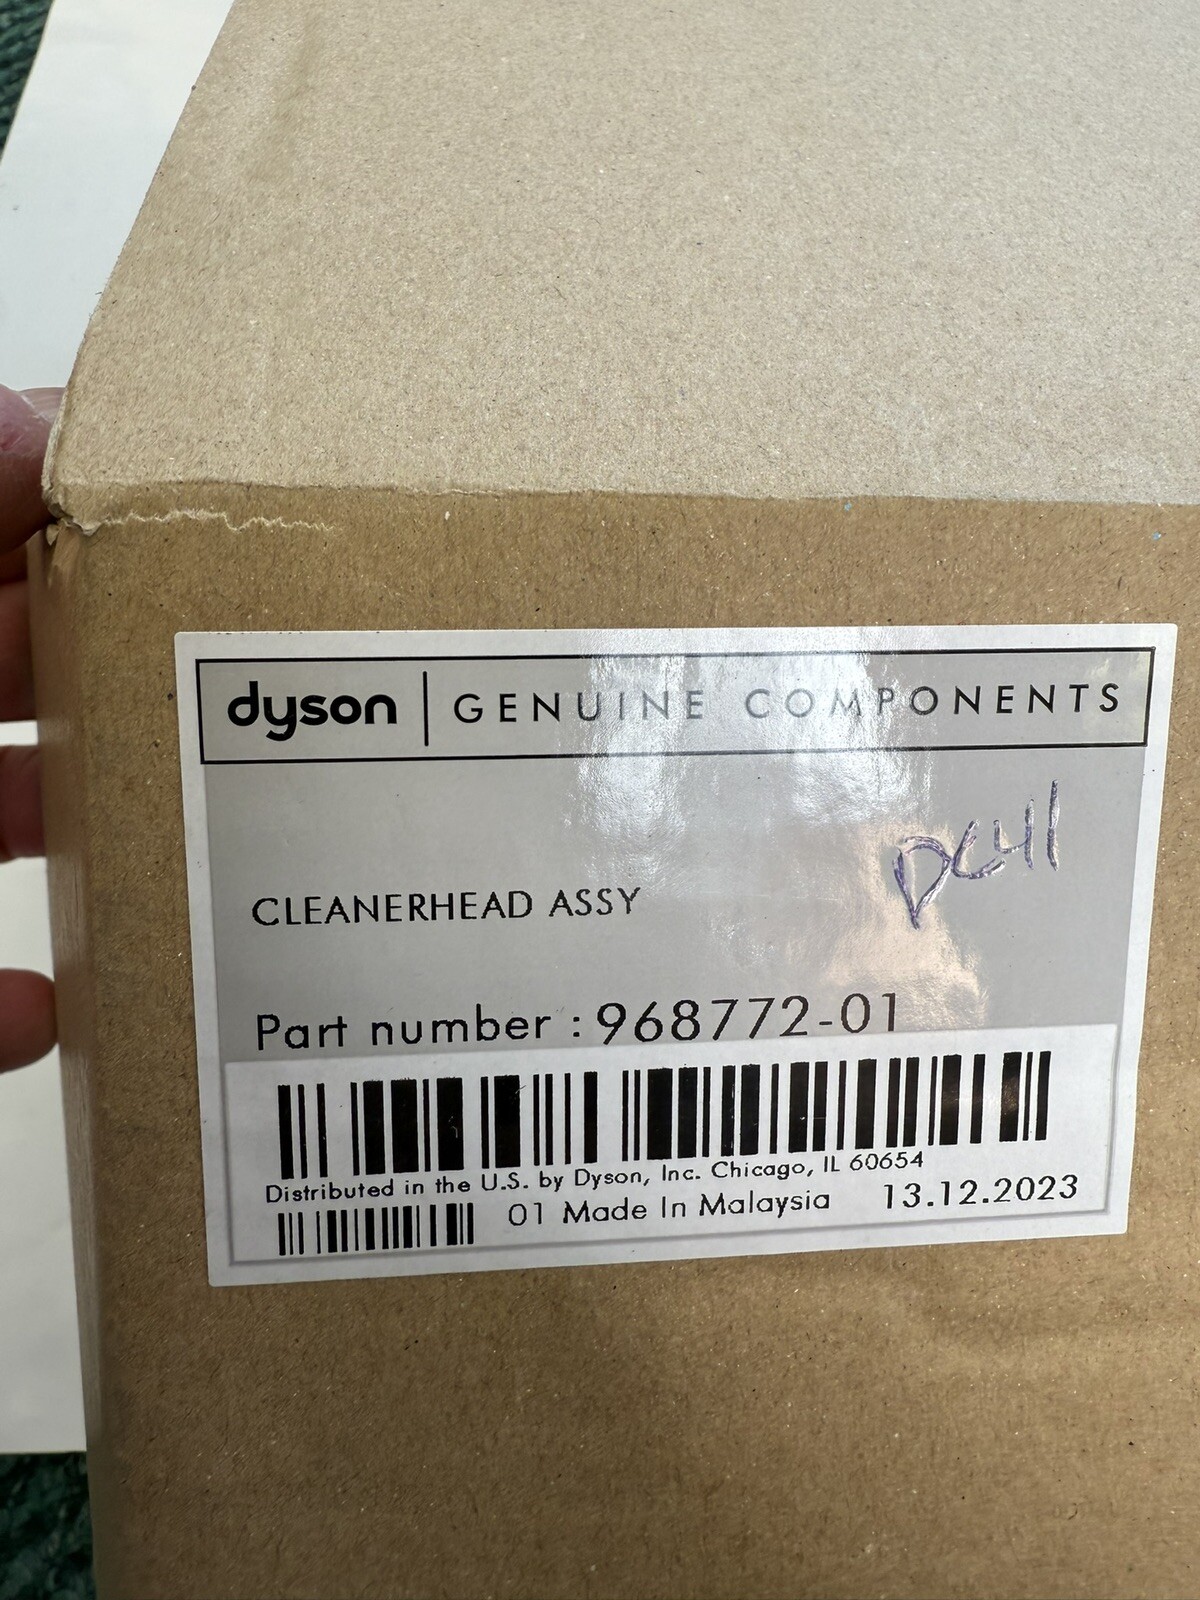 dyson | GENUINE COMPONENTS
DC41
CLEANERHEAD ASSY
Part number : 968772-01
Distributed in the U.S. by Dyson, Inc. Chicago, IL 60654
01 Made In Malaysia 13.12.2023